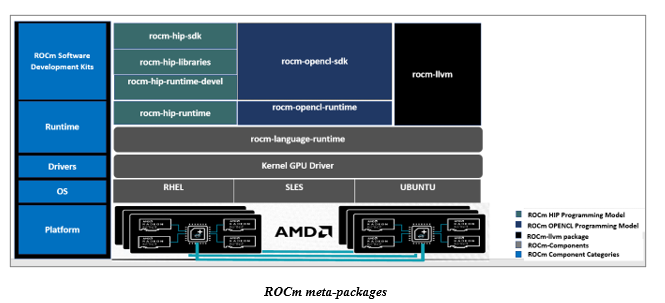 ROCm Software
Development Kits
rocm-hip-sdk
rocm-hip-libraries
rocm-hip-runtime-devel
rocm-opencl-sdk
rocm-llvm
Runtime
rocm-hip-runtime
rocm-opencl-runtime
rocm-language-runtime
Drivers
Kernel GPU Driver
OS
RHEL
SLES
UBUNTU
Platform
AMD
ROCm HIP Programming Model
ROCm OPENCL Programming Model
ROCm-llvm package
ROCm-Components
ROCm Component Categories
ROCm meta-packages